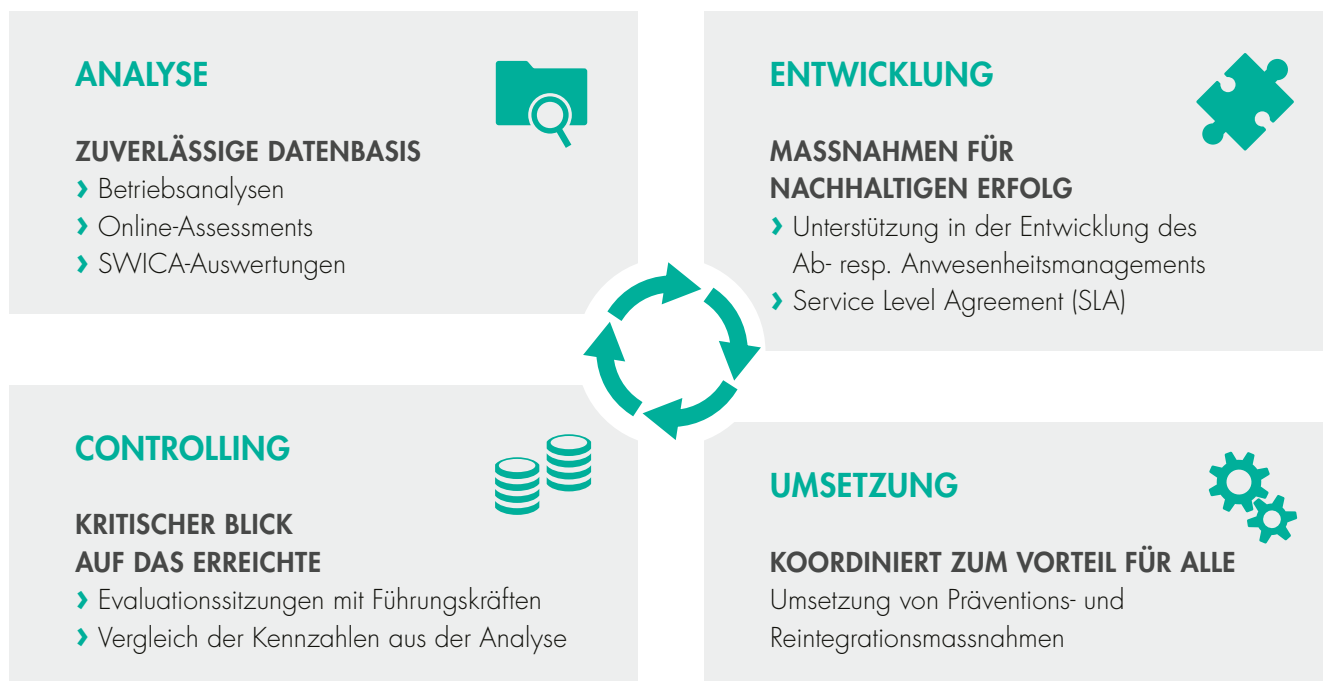 ANALYSE
ZUVERLÄSSIGE DATENBASIS
› Betriebsanalysen
› Online-Assessments
› SWICA-Auswertungen
ENTWICKLUNG
MASSNAHMEN FÜR
NACHHALTIGEN ERFOLG
› Unterstützung in der Entwicklung des
Ab- resp. Anwesenheitsmanagements
› Service Level Agreement (SLA)
CONTROLLING
KRITISCHER BLICK
AUF DAS ERREICHTE
› Evaluationssitzungen mit Führungskräften
› Vergleich der Kennzahlen aus der Analyse
UMSETZUNG
KOORDINIERT ZUM VORTEIL FÜR ALLE
Umsetzung von Präventions- und
Reintegrationsmassnahmen